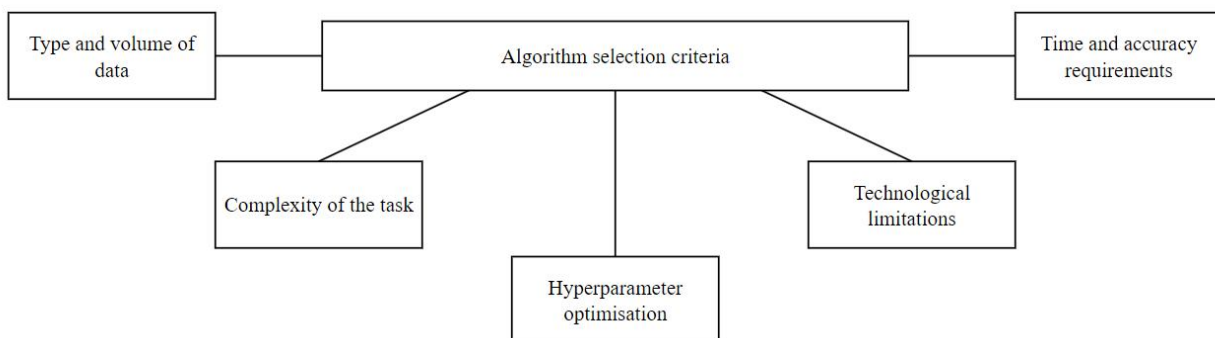 Type and volume of
data
Algorithm selection criteria
Time and accuracy
requirements
Complexity of the task
Technological
limitations
Hyperparameter
optimisation